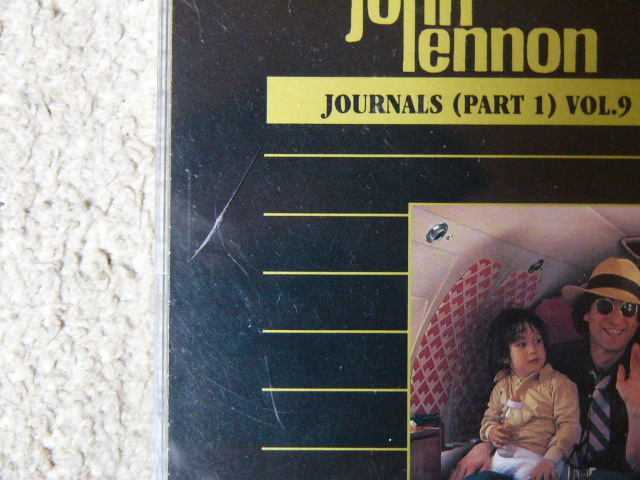 john
lennon
JOURNALS (PART 1) VOL.9